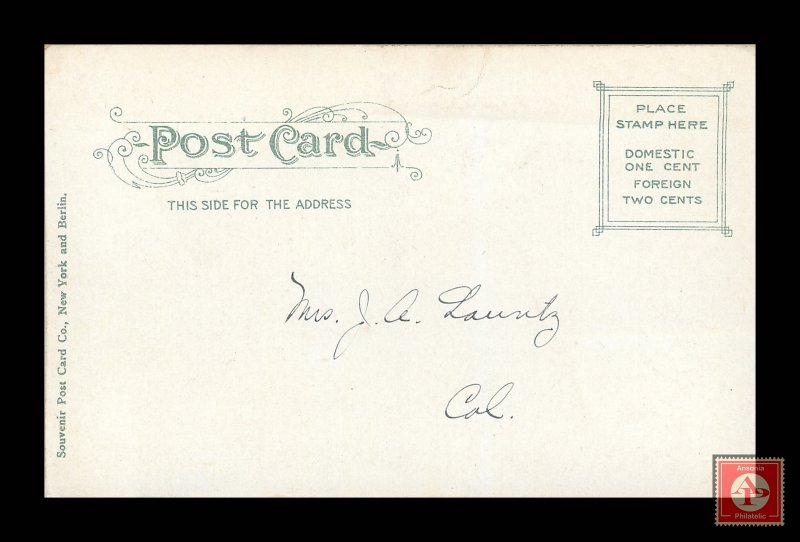 Post Card
THIS SIDE FOR THE ADDRESS
PLACE
STAMP HERE
DOMESTIC
ONE CENT
FOREIGN
TWO CENTS
Souvenir Post Card Co., New York and Berlin.
Mrs. J. A. Launtz
Col.
Ansonia
AP
Philatelic